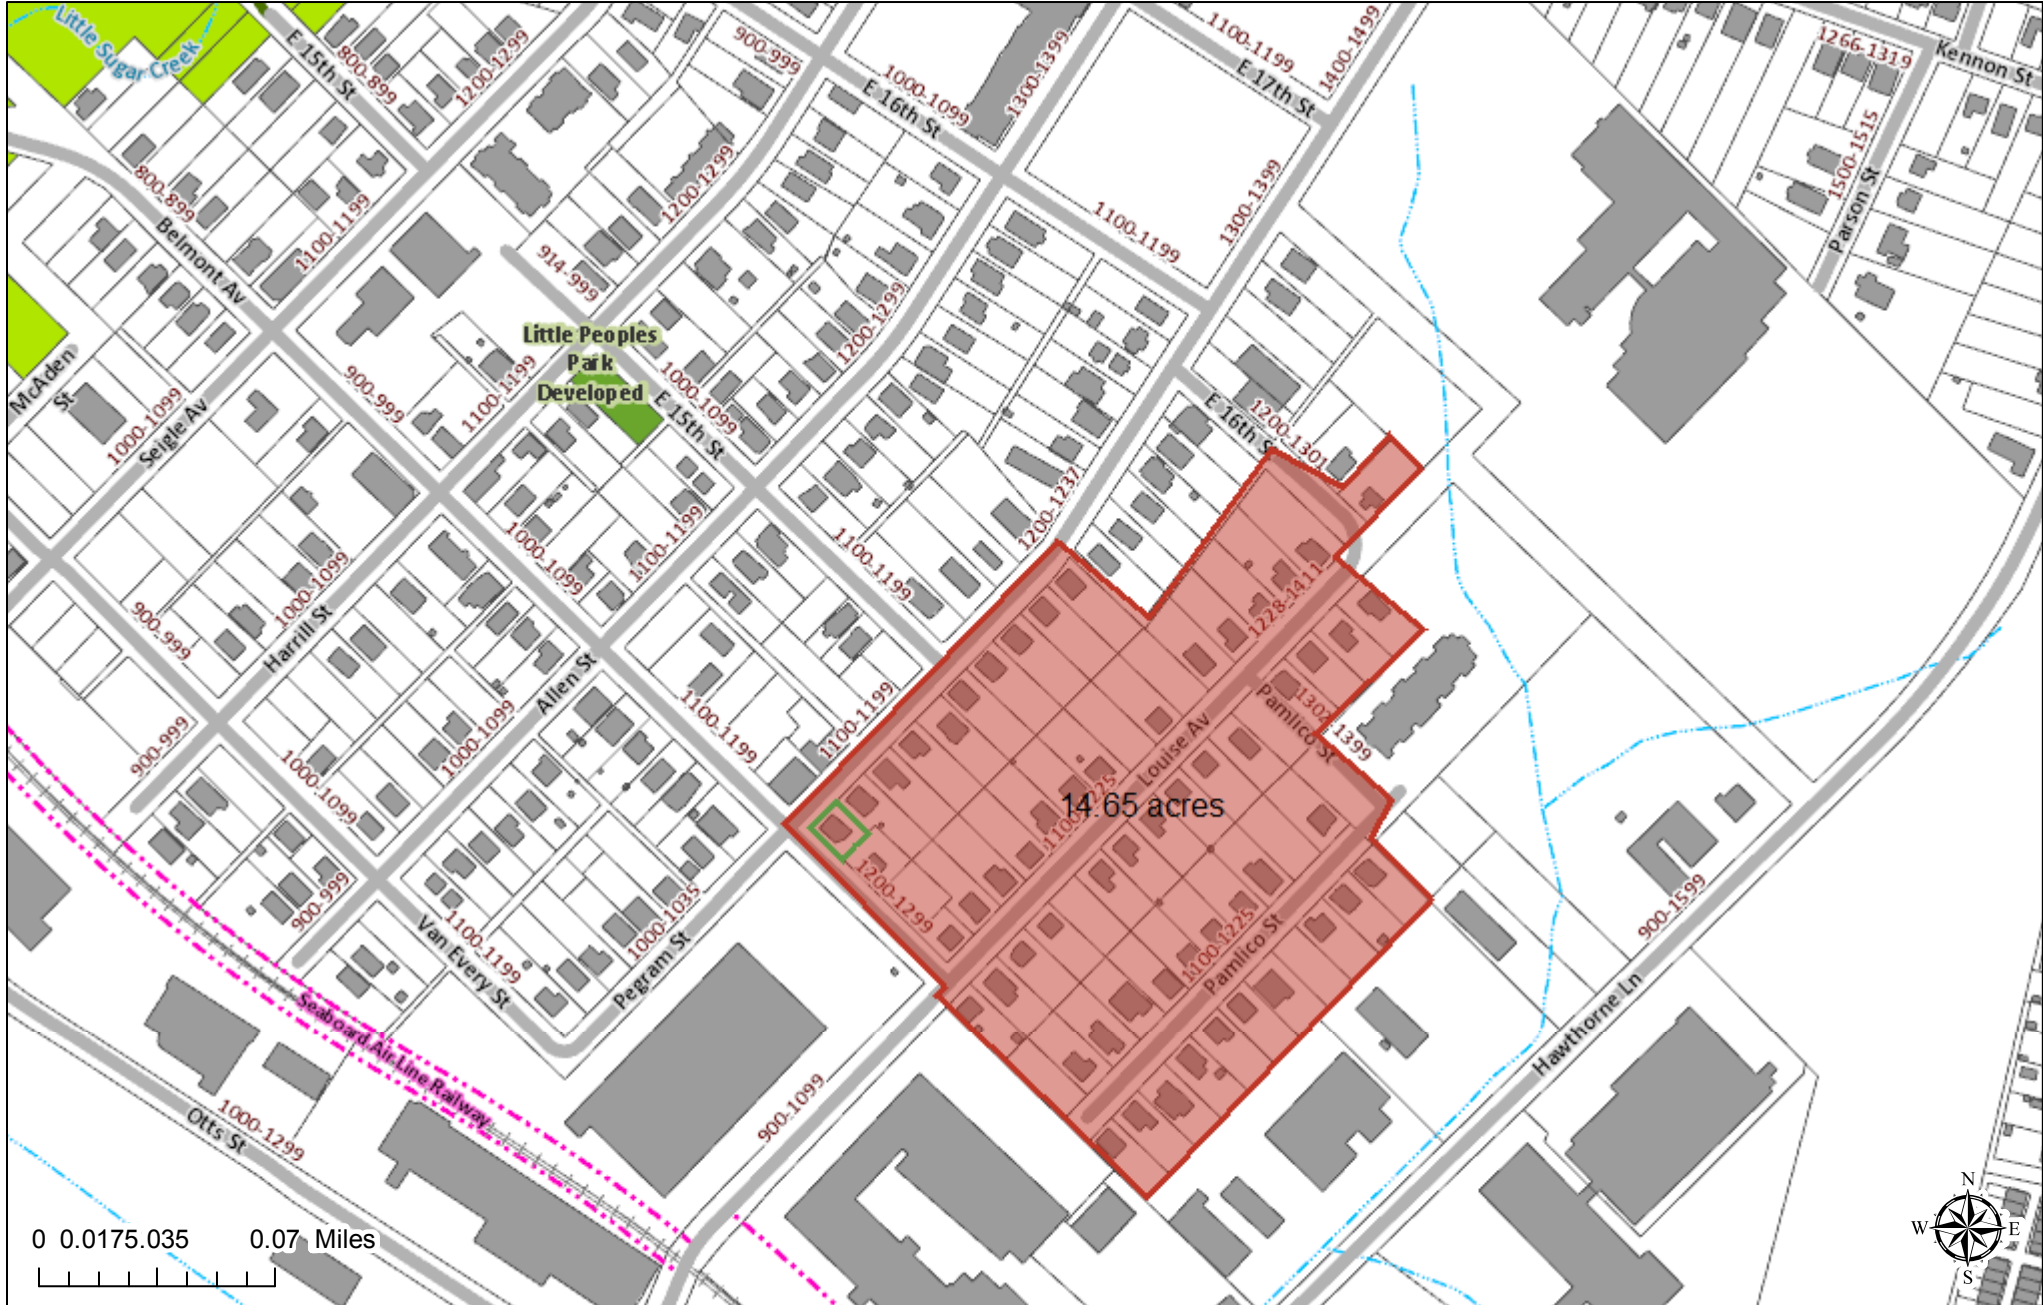 Little Sugar Creek
E 15th St
800-899
1200-1299
900-999
1000-1099
E 16th St
1300-1399
1100-1199
E 17th St
1400-1499
1266-1319
Kennon St
1500-1515
Parson St
800-899
Belmont Av
1100-1199
914-999
1200-1299
1100-1199
1300-1399
Little Peoples
Park
Developed
1200-1299
McAden
St
1000-1099
Seigle Av
900-999
1100-1199
1000-1099
E 15th St
E 16th S
1200-1301
1200-1237
1000-1099
1100-1199
1100-1199
900-999
1000-1099
Harrill St
1228-1411
Allen St
1100-1199
1100-1199
Pamlico St
1302-1399
Louise Av
900-999
1000-1099
1000-1099
1100-1225
14.65 acres
1200-1299
900-999
Van Every St
1100-1199
1000-1035
Pegram St
1100-1225
Pamlico St
900-1599
Hawthorne Ln
Seaboard Air Line Railway
Otts St
1000-1299
900-1099
0 0.0175.035 0.07 Miles
N
W E
S